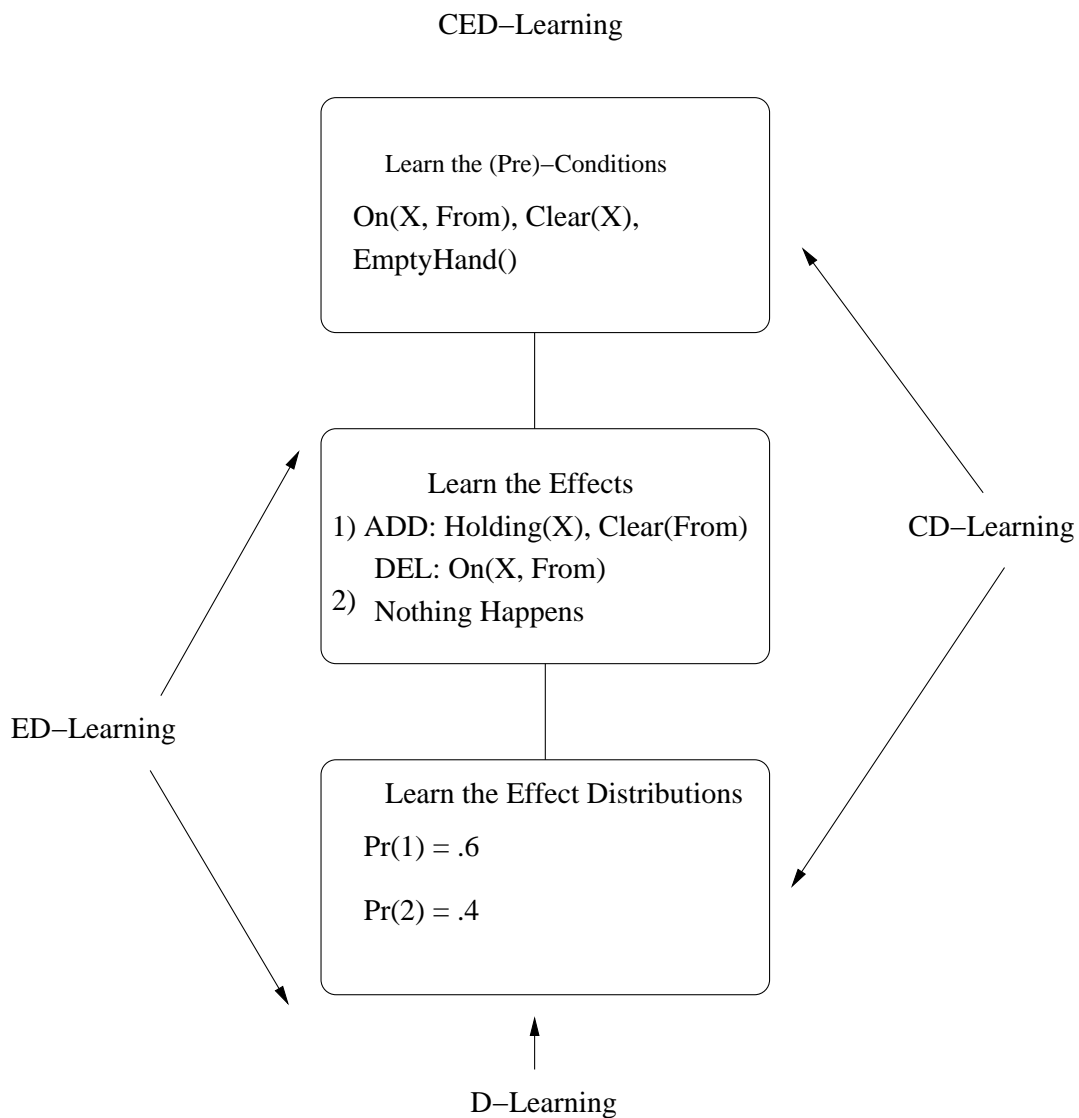 CED−Learning
Learn the (Pre)−Conditions
On(X, From), Clear(X),
EmptyHand()
Learn the Effects
1) ADD: Holding(X), Clear(From)
DEL: On(X, From)
2) Nothing Happens
CD−Learning
ED−Learning
Learn the Effect Distributions
Pr(1) = .6
Pr(2) = .4
D−Learning